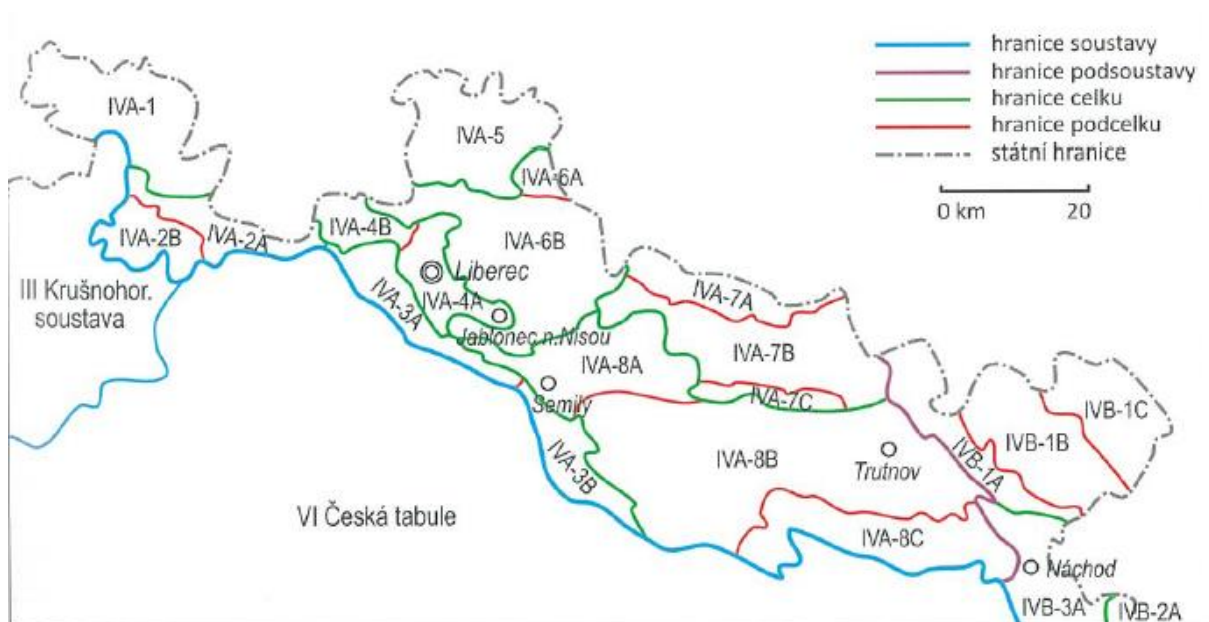 hranice soustavy
hranice podsoustavy
hranice celku
hranice podcelku
státní hranice
0 km 20
IVA-1
IVA-5
IVA-6A
IVA-2B
IVA-2A
IVA-4B
IVA-6B
Liberec
IVA-4A
IVA-3A
Jablonec n.Nisou
IVA-7A
III Krušnohor.
soustava
IVA-7B
IVA-8A
Semily
IVA-7C
IVB-1C
IVB-1B
IVB-1A
IVA-3B
IVA-8B
Trutnov
VI Česká tabule
IVA-8C
Náchod
IVB-3A
IVB-2A